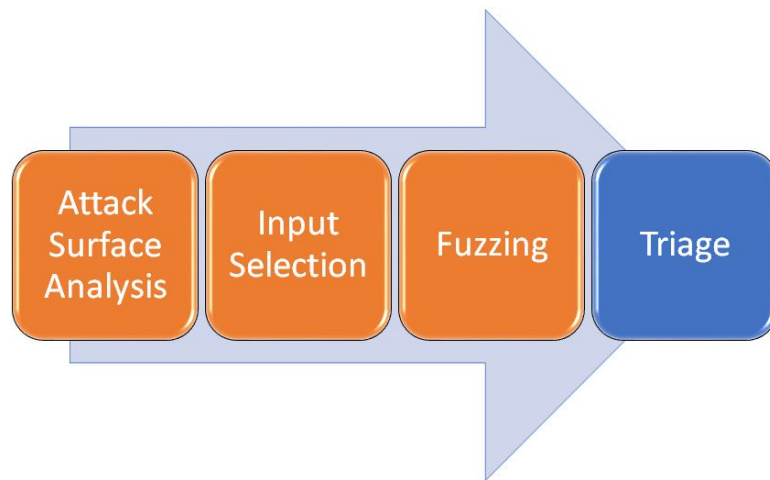 Attack
Surface
Analysis
Input
Selection
Fuzzing
Triage